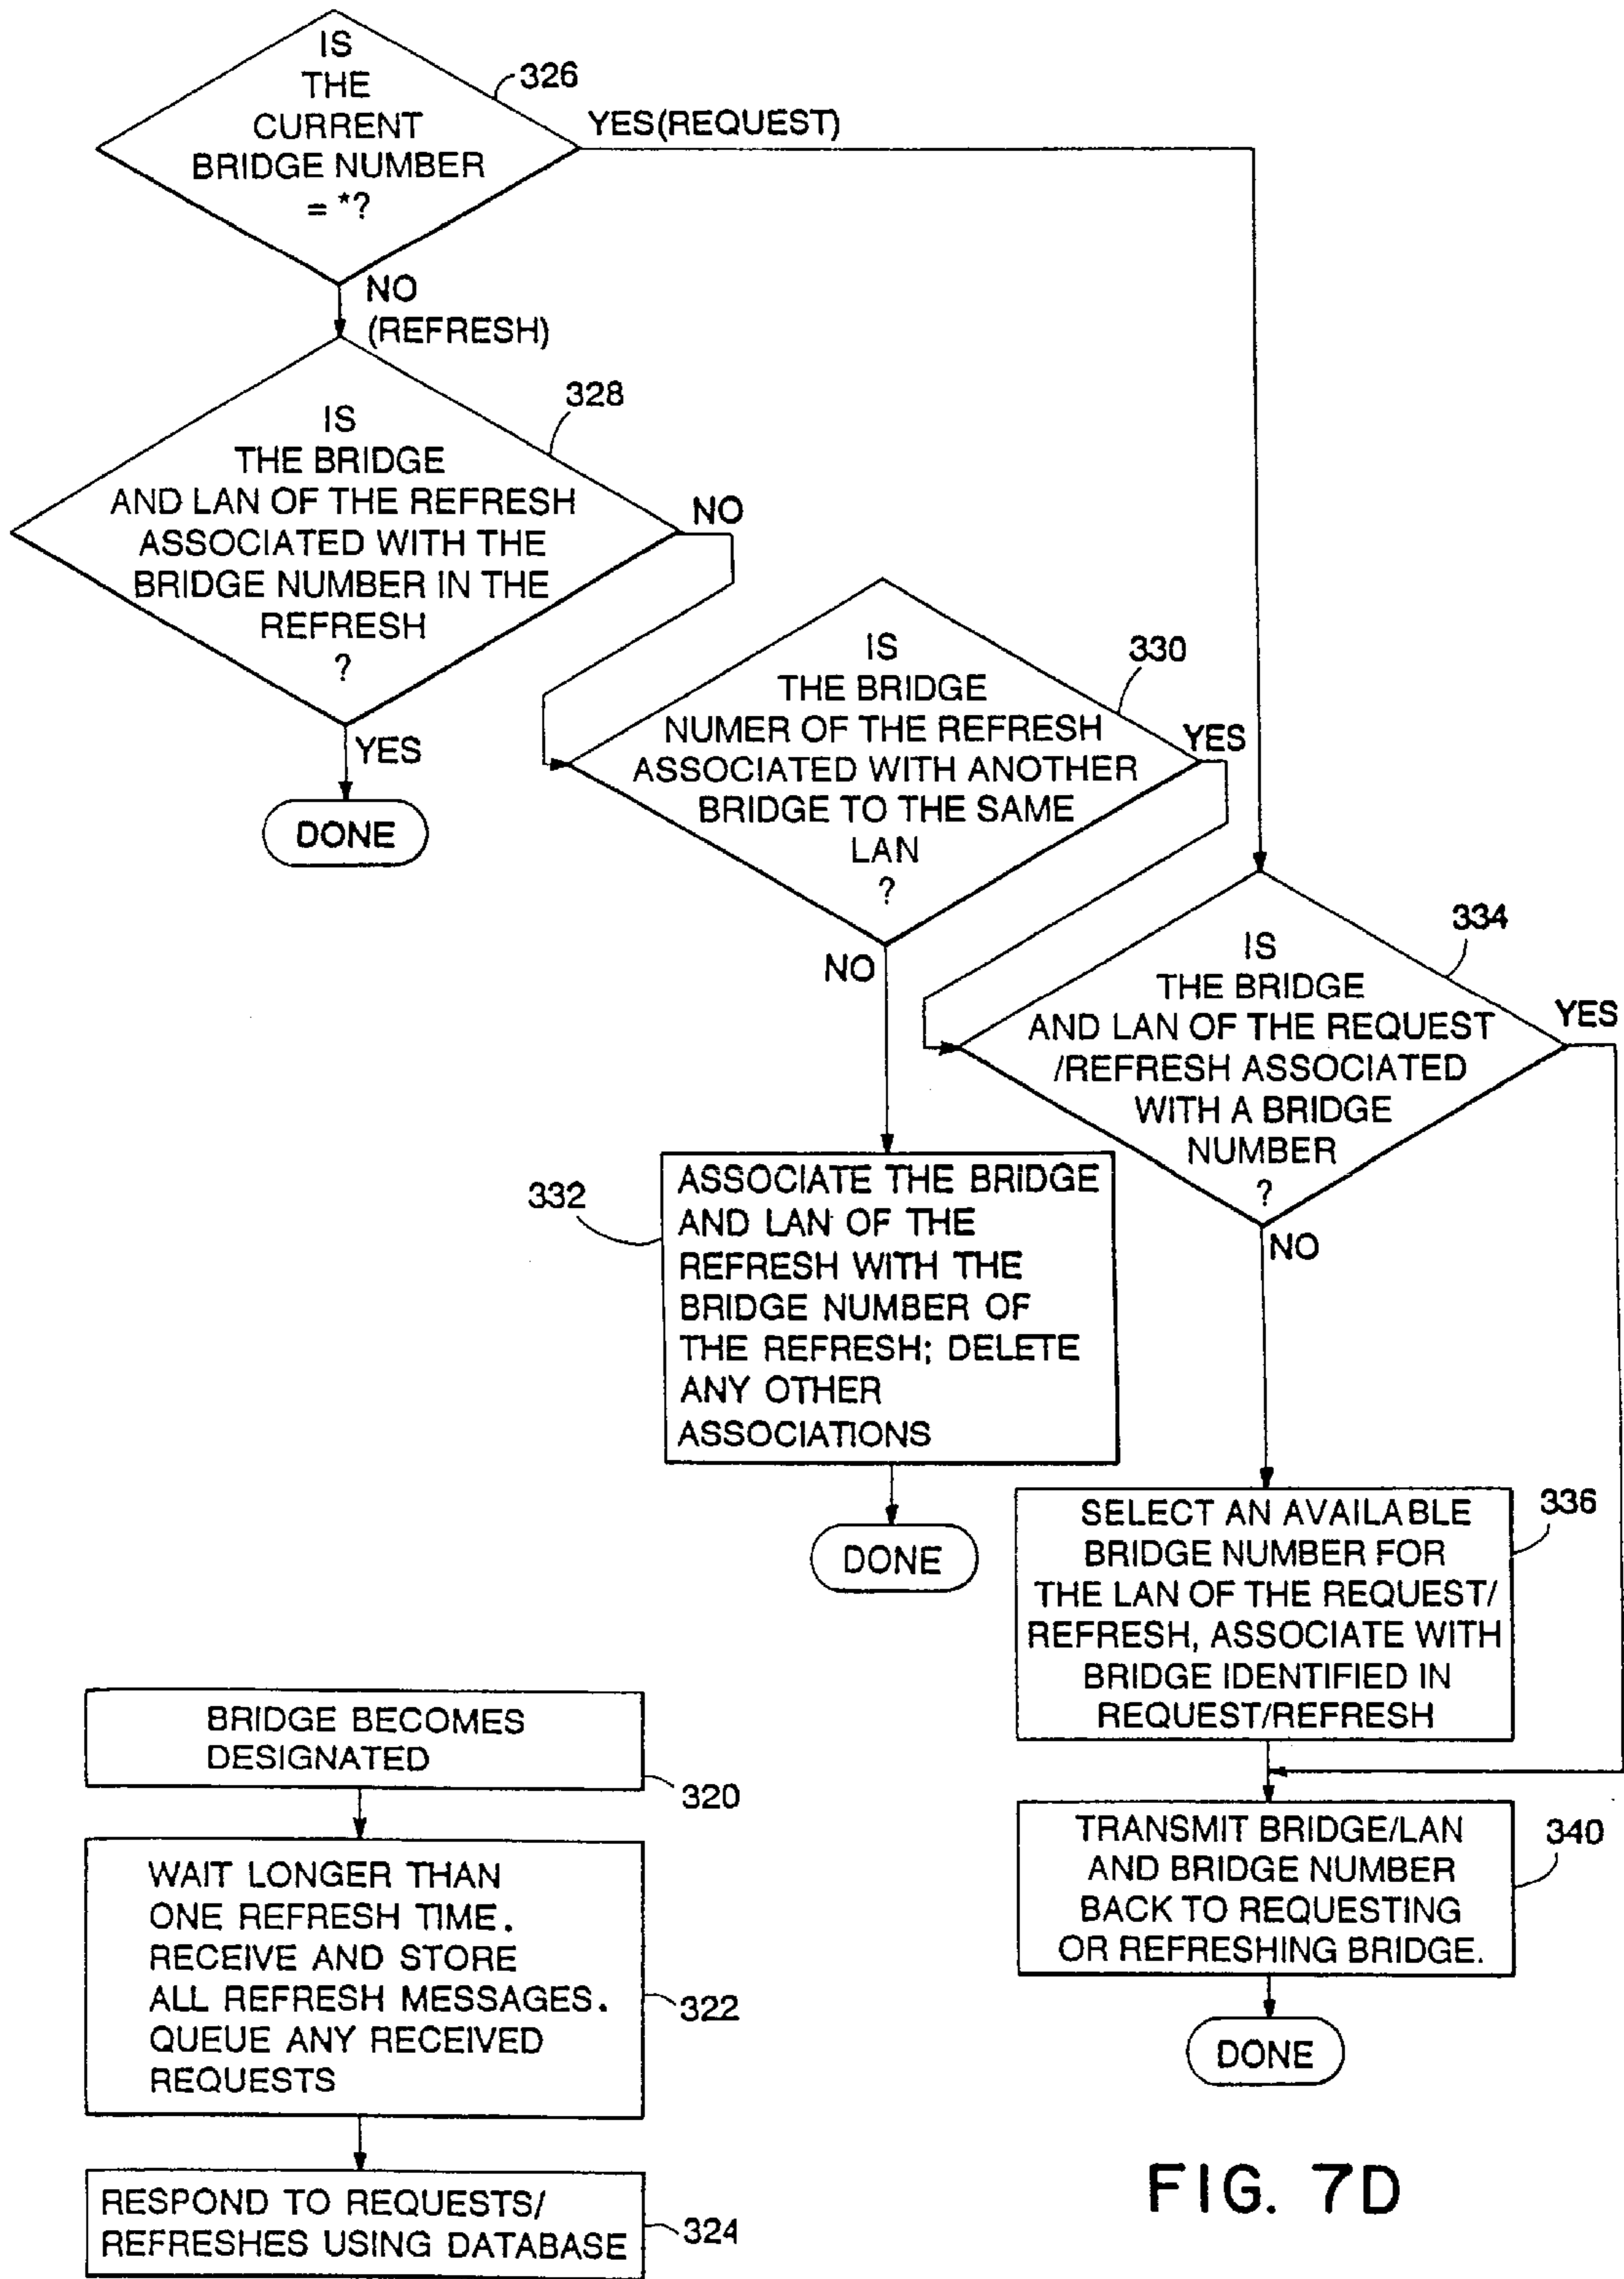 IS
THE
CURRENT
BRIDGE NUMBER
= *?
326
YES(REQUEST)
NO
(REFRESH)
IS
THE BRIDGE
AND LAN OF THE REFRESH
ASSOCIATED WITH THE
BRIDGE NUMBER IN THE
REFRESH
?
328
NO
YES
DONE
IS
THE BRIDGE
NUMER OF THE REFRESH
ASSOCIATED WITH ANOTHER
BRIDGE TO THE SAME
LAN
?
330
YES
NO
IS
THE BRIDGE
AND LAN OF THE REQUEST
/REFRESH ASSOCIATED
WITH A BRIDGE
NUMBER
?
334
YES
NO
332
ASSOCIATE THE BRIDGE
AND LAN OF THE
REFRESH WITH THE
BRIDGE NUMBER OF
THE REFRESH; DELETE
ANY OTHER
ASSOCIATIONS
DONE
SELECT AN AVAILABLE
BRIDGE NUMBER FOR
THE LAN OF THE REQUEST/
REFRESH, ASSOCIATE WITH
BRIDGE IDENTIFIED IN
REQUEST/REFRESH
336
TRANSMIT BRIDGE/LAN
AND BRIDGE NUMBER
BACK TO REQUESTING
OR REFRESHING BRIDGE.
340
DONE
BRIDGE BECOMES
DESIGNATED
320
WAIT LONGER THAN
ONE REFRESH TIME.
RECEIVE AND STORE
ALL REFRESH MESSAGES.
QUEUE ANY RECEIVED
REQUESTS
322
RESPOND TO REQUESTS/
REFRESHES USING DATABASE
324
FIG. 7D